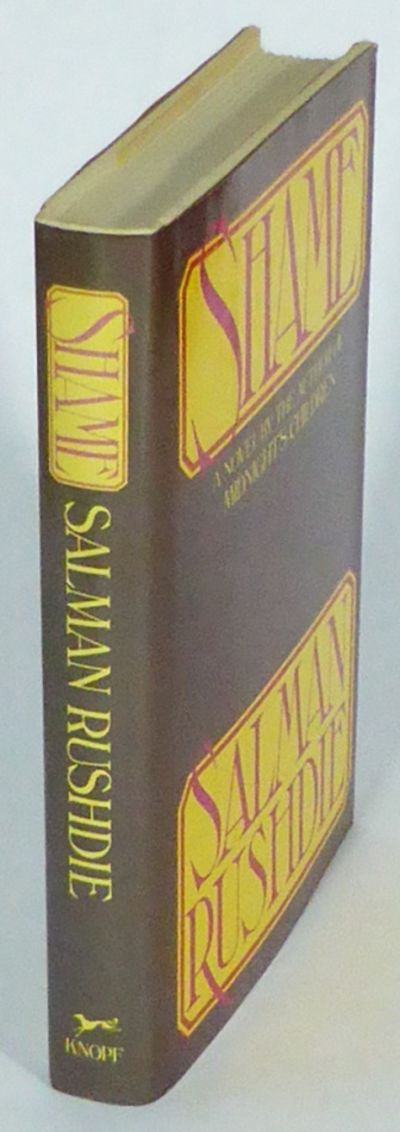 SHAME
SALMAN RUSHDIE
KNOPF
SHAME
A NOVEL BY THE AUTHOR OF
MIDNIGHT'S CHILDREN
SALMAN
RUSHDIE